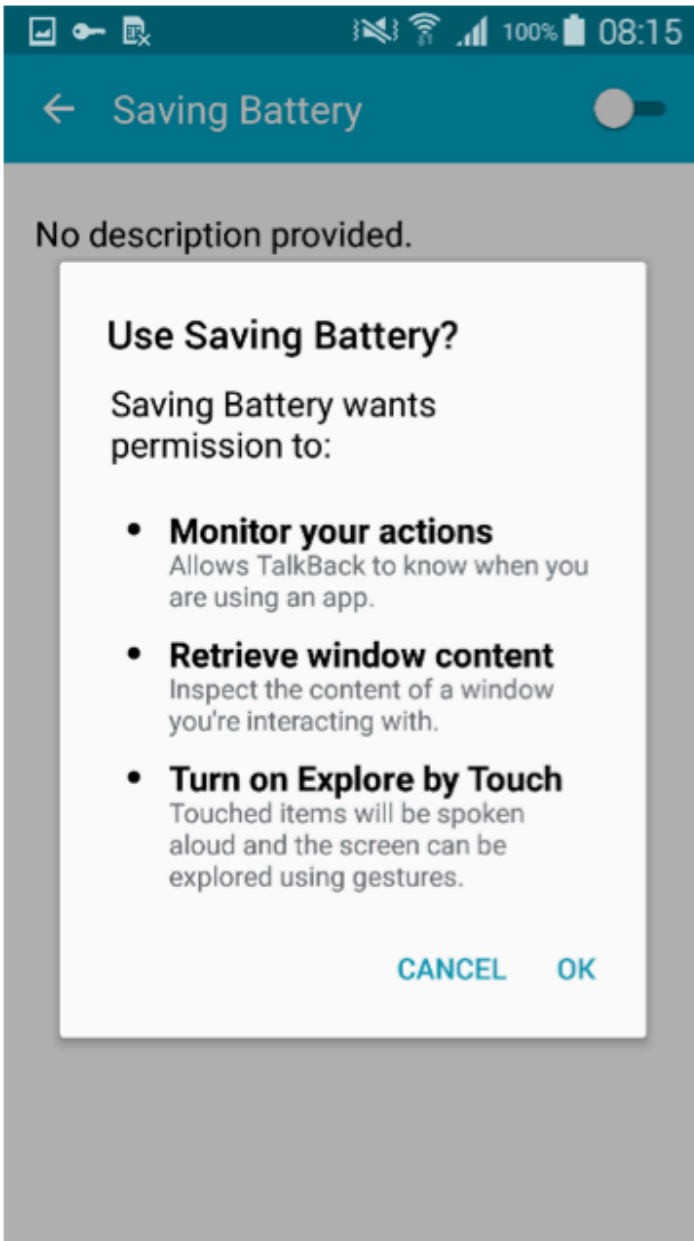 100% 08:15
Saving Battery
No description provided.
Use Saving Battery?
Saving Battery wants
permission to:
• Monitor your actions
Allows TalkBack to know when you
are using an app.
• Retrieve window content
Inspect the content of a window
you're interacting with.
• Turn on Explore by Touch
Touched items will be spoken
aloud and the screen can be
explored using gestures.
CANCEL OK